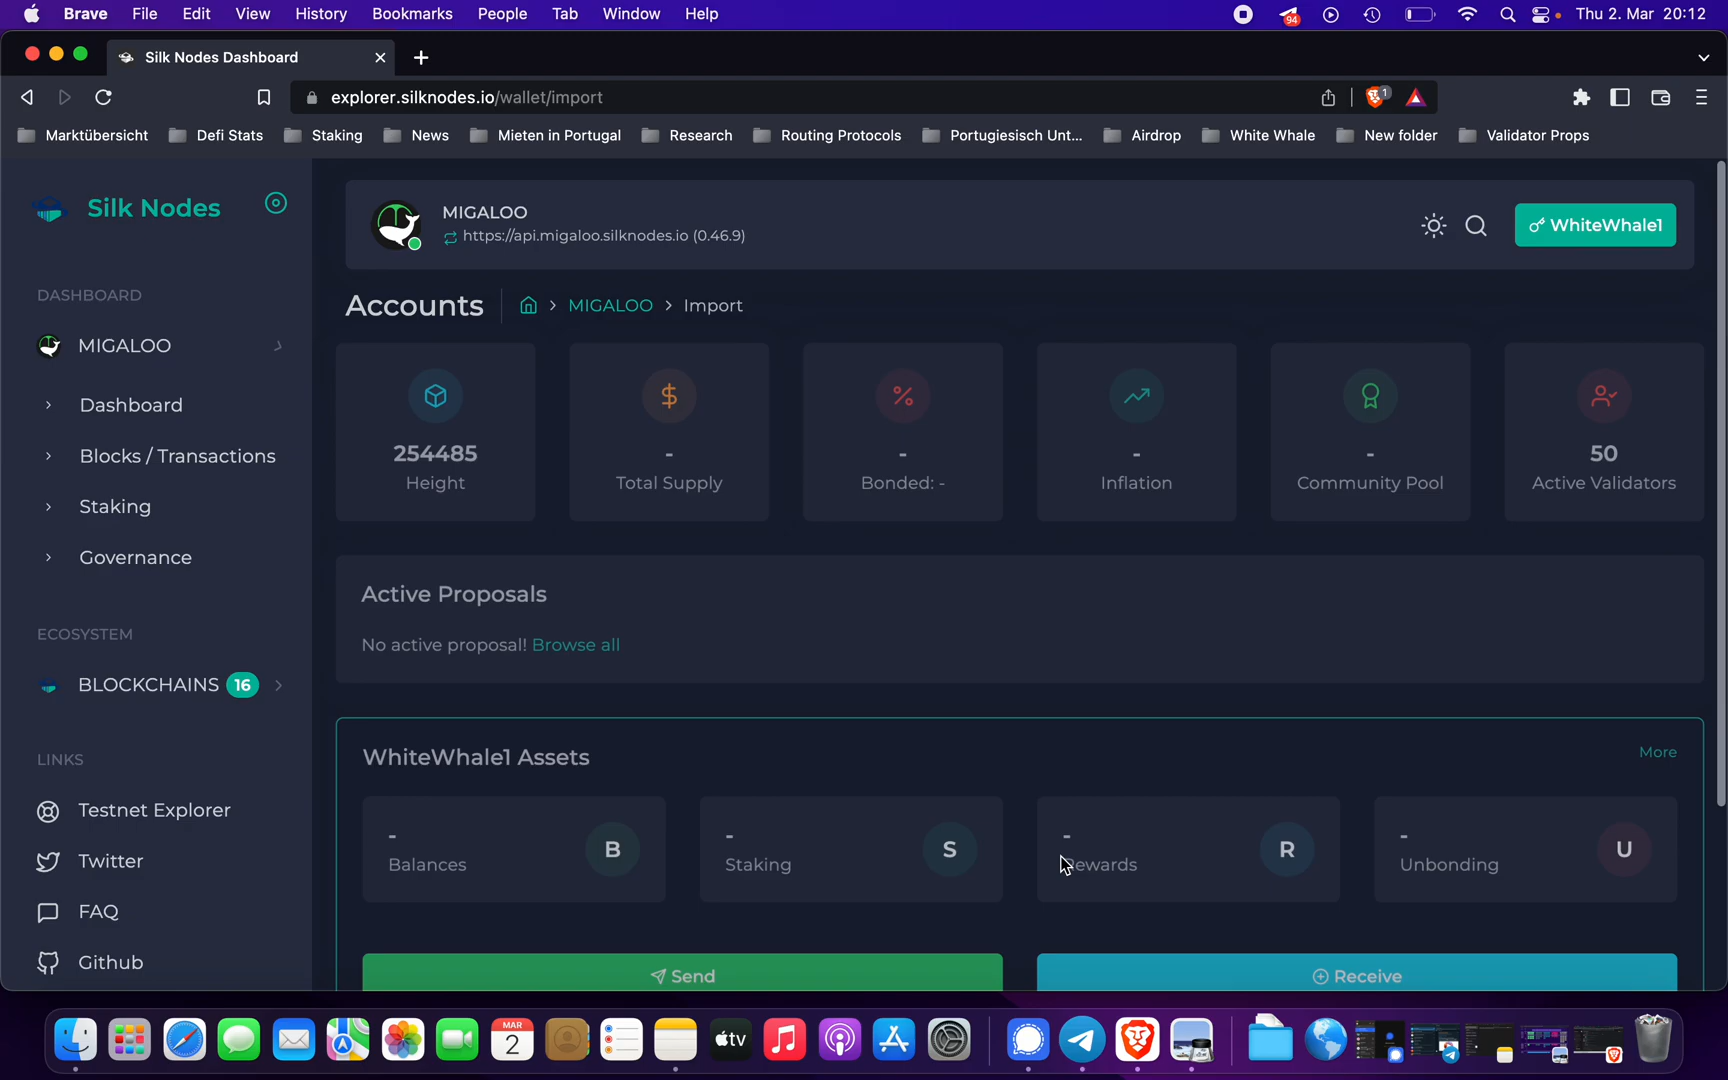 Brave File Edit View History Bookmarks People Tab Window Help 94 Thu 2. Mar 20:12
Silk Nodes Dashboard
explorer.silknodes.io/wallet/import 1
Marktübersicht Defi Stats Staking News Mieten in Portugal Research Routing Protocols Portugiesisch Unt... Airdrop White Whale New folder Validator Props
Silk Nodes
DASHBOARD
MIGALOO
Dashboard
Blocks / Transactions
Staking
Governance
ECOSYSTEM
BLOCKCHAINS 16
LINKS
Testnet Explorer
Twitter
FAQ
Github
MIGALOO
https://api.migaloo.silknodes.io (0.46.9)
WhiteWhale1
Accounts > MIGALOO > Import
254485
Height
-
Total Supply
-
Bonded: -
-
Inflation
-
Community Pool
50
Active Validators
Active Proposals
No active proposal! Browse all
WhiteWhale1 Assets
More
-
Balances
B
-
Staking
S
-
Rewards
R
-
Unbonding
U
Send
Receive
MAR
2
tv